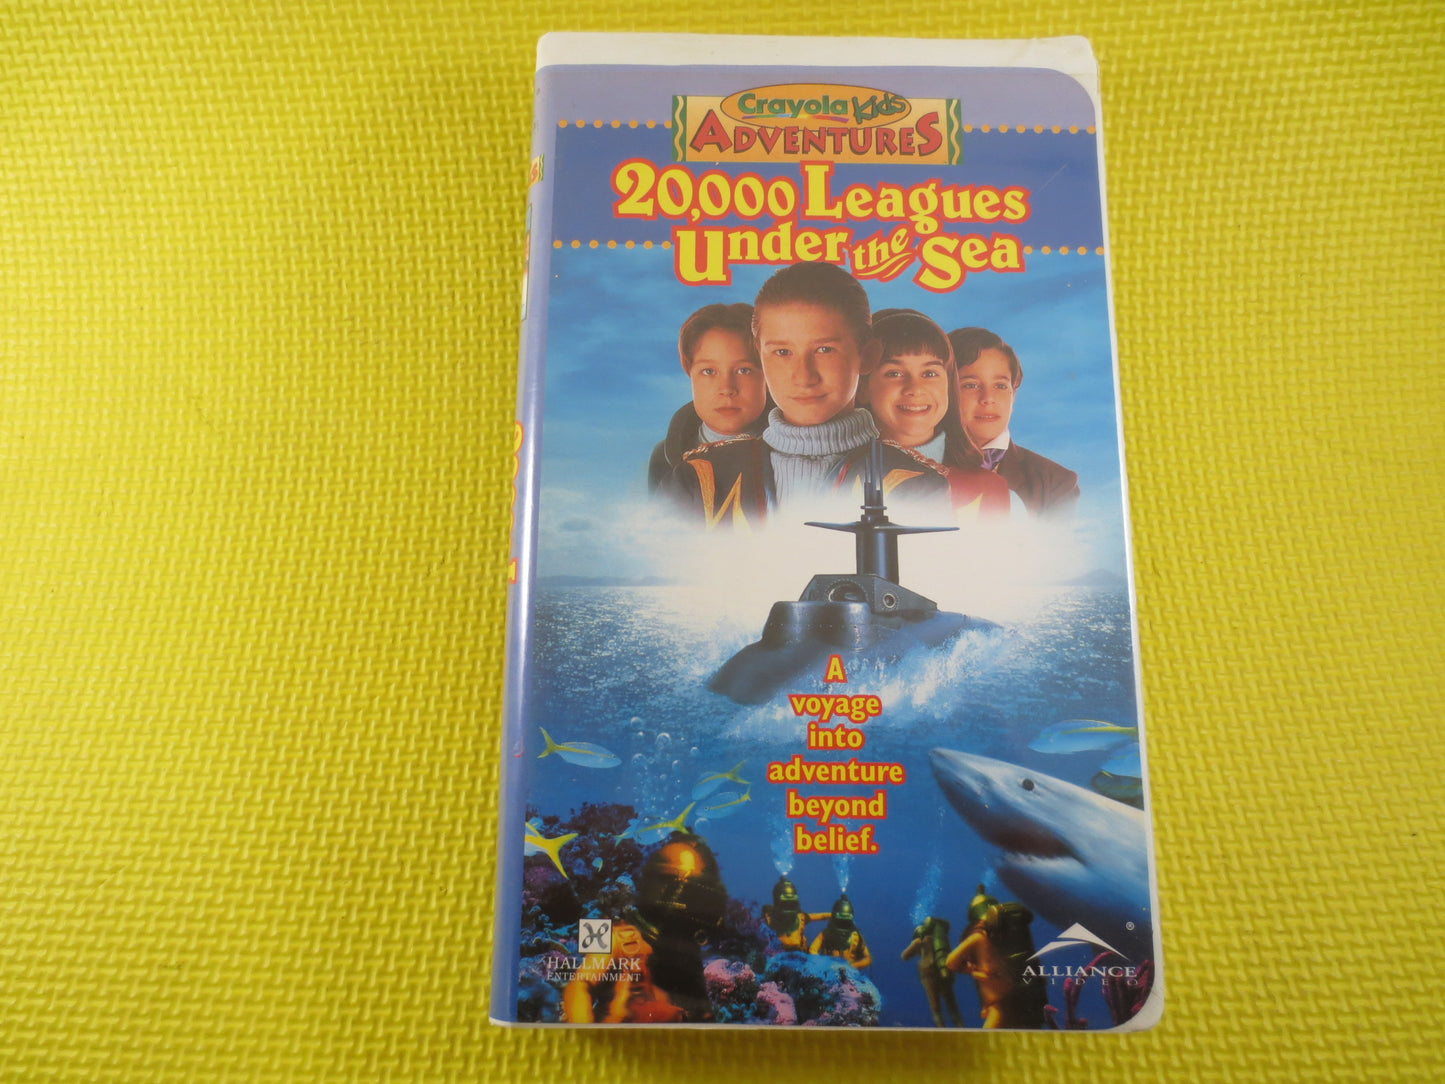 Crayola Kids
ADVENTURES
20,000 Leagues
Under the Sea
A
voyage
into
adventure
beyond
belief.
HALLMARK
ENTERTAINMENT
®
ALLIANCE
VIDEO